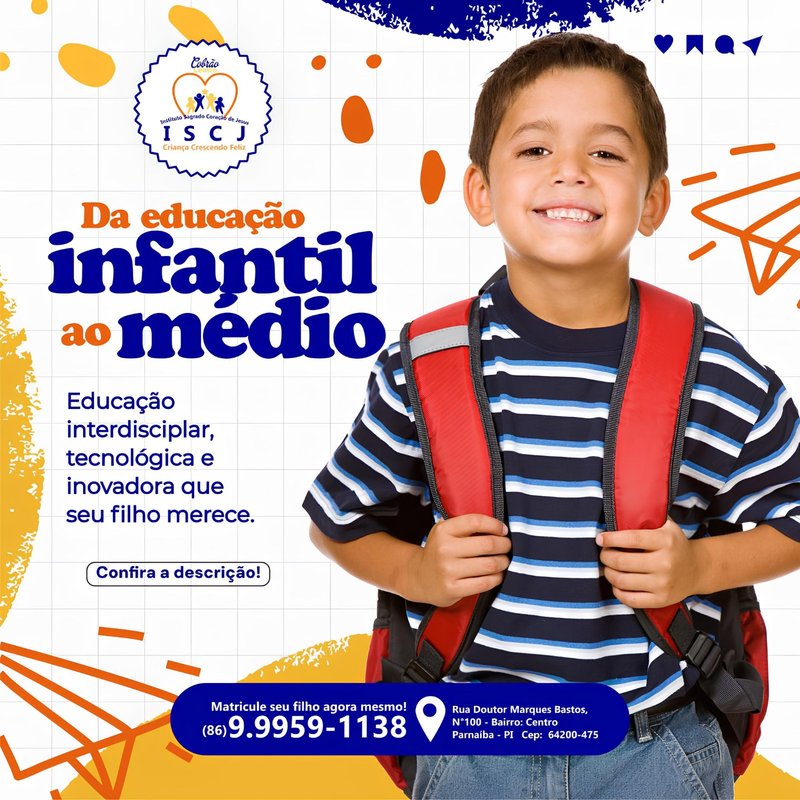 Cobrão
Instituto Sagrado Coração de Jesus
I S C J
Criança Crescendo Feliz
Da educação
infantil
ao médio
Educação
interdisciplar,
tecnológica e
inovadora que
seu filho merece.
Confira a descrição!
Matricule seu filho agora mesmo!
(86)9.9959-1138
Rua Doutor Marques Bastos,
N°100 - Bairro: Centro
Parnaíba - PI Cep: 64200-475